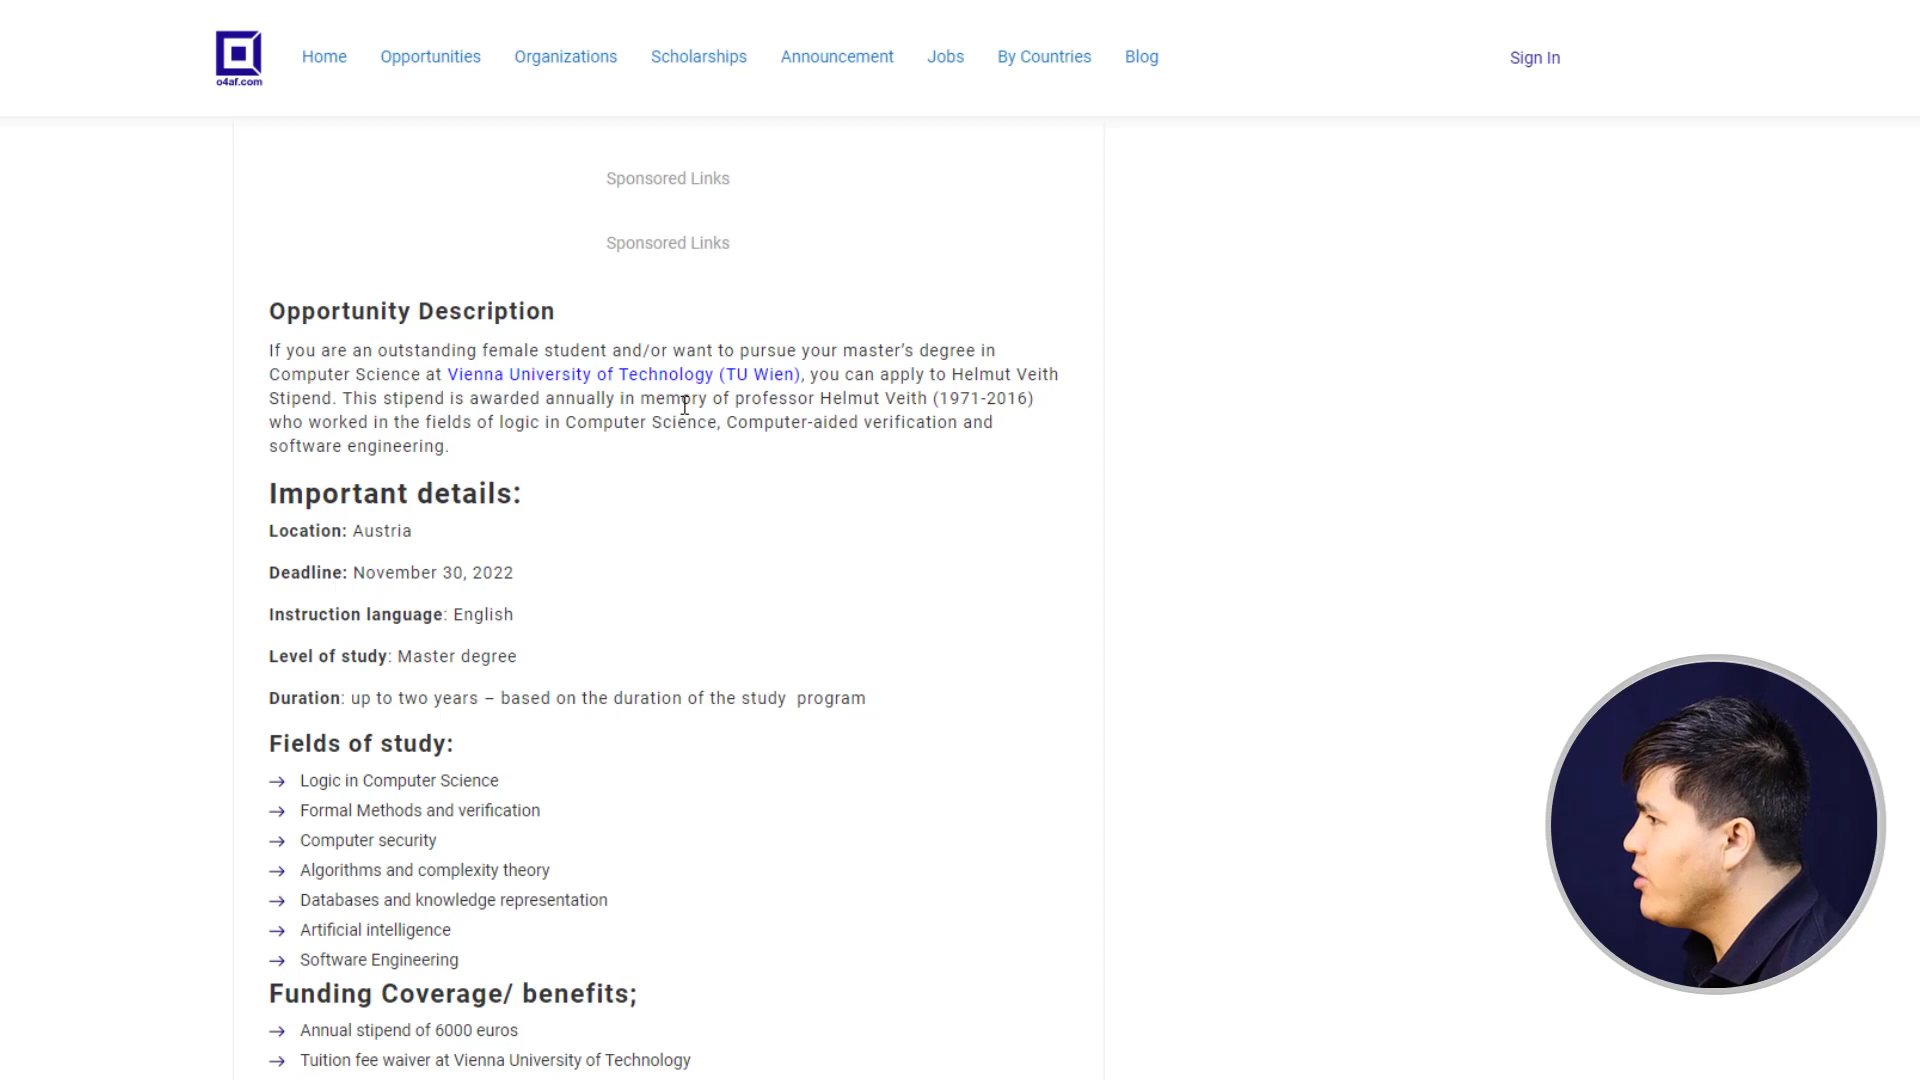 o4af.com
Home Opportunities Organizations Scholarships Announcement Jobs By Countries Blog Sign In
Sponsored Links
Sponsored Links
Opportunity Description
If you are an outstanding female student and/or want to pursue your master’s degree in
Computer Science at Vienna University of Technology (TU Wien), you can apply to Helmut Veith
Stipend. This stipend is awarded annually in memory of professor Helmut Veith (1971-2016)
who worked in the fields of logic in Computer Science, Computer-aided verification and
software engineering.
Important details:
Location: Austria
Deadline: November 30, 2022
Instruction language: English
Level of study: Master degree
Duration: up to two years – based on the duration of the study program
Fields of study:
Logic in Computer Science
Formal Methods and verification
Computer security
Algorithms and complexity theory
Databases and knowledge representation
Artificial intelligence
Software Engineering
Funding Coverage/ benefits;
Annual stipend of 6000 euros
Tuition fee waiver at Vienna University of Technology